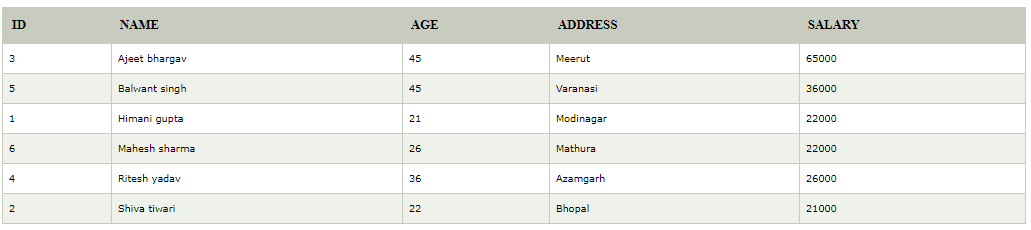 ID NAME AGE ADDRESS SALARY
3 Ajeet bhargav 45 Meerut 65000
5 Balwant singh 45 Varanasi 36000
1 Himani gupta 21 Modinagar 22000
6 Mahesh sharma 26 Mathura 22000
4 Ritesh yadav 36 Azamgarh 26000
2 Shiva tiwari 22 Bhopal 21000